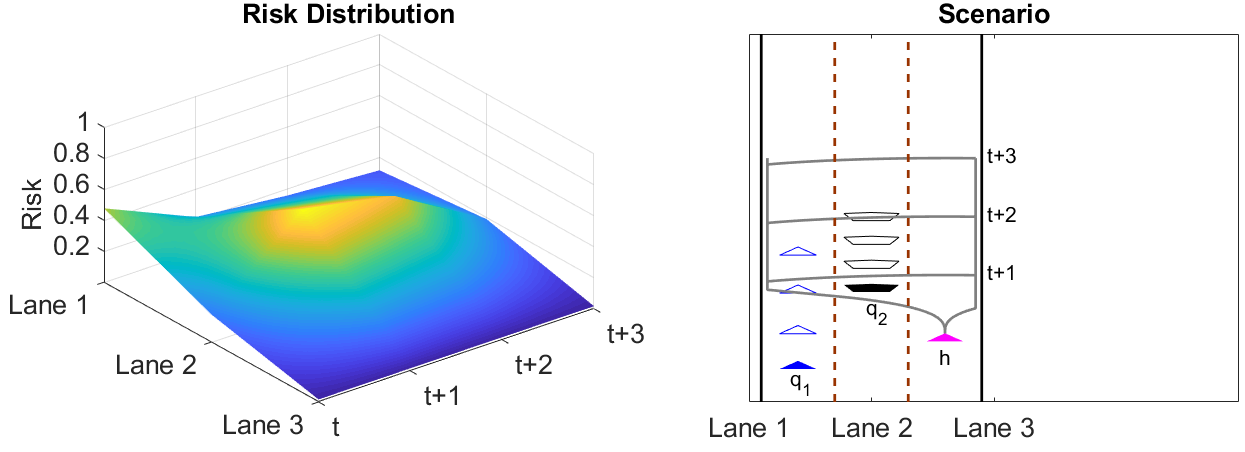 Risk Distribution
1
0.8
0.6
0.4
0.2
Risk
Lane 1
Lane 2
Lane 3
t
t+1
t+2
t+3
Scenario
t+3
t+2
t+1
q2
h
q1
Lane 1
Lane 2
Lane 3